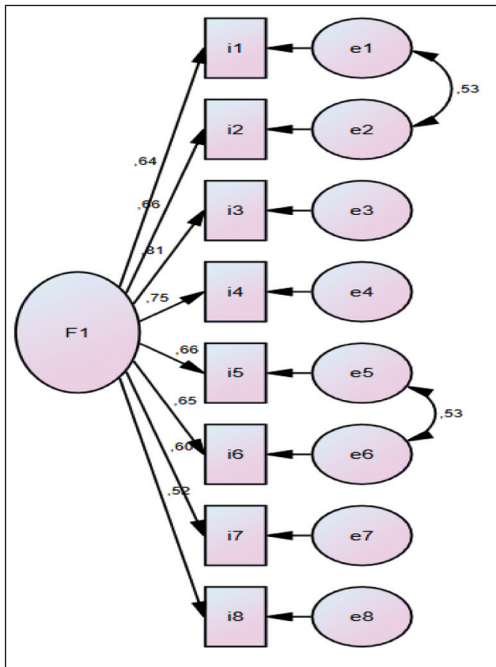 i1 e1
,53
i2 e2
,64
,66
i3 e3
,81
i4 e4
,75
F1
,66
i5 e5
,65
,53
,60
i6 e6
,52
i7 e7
i8 e8